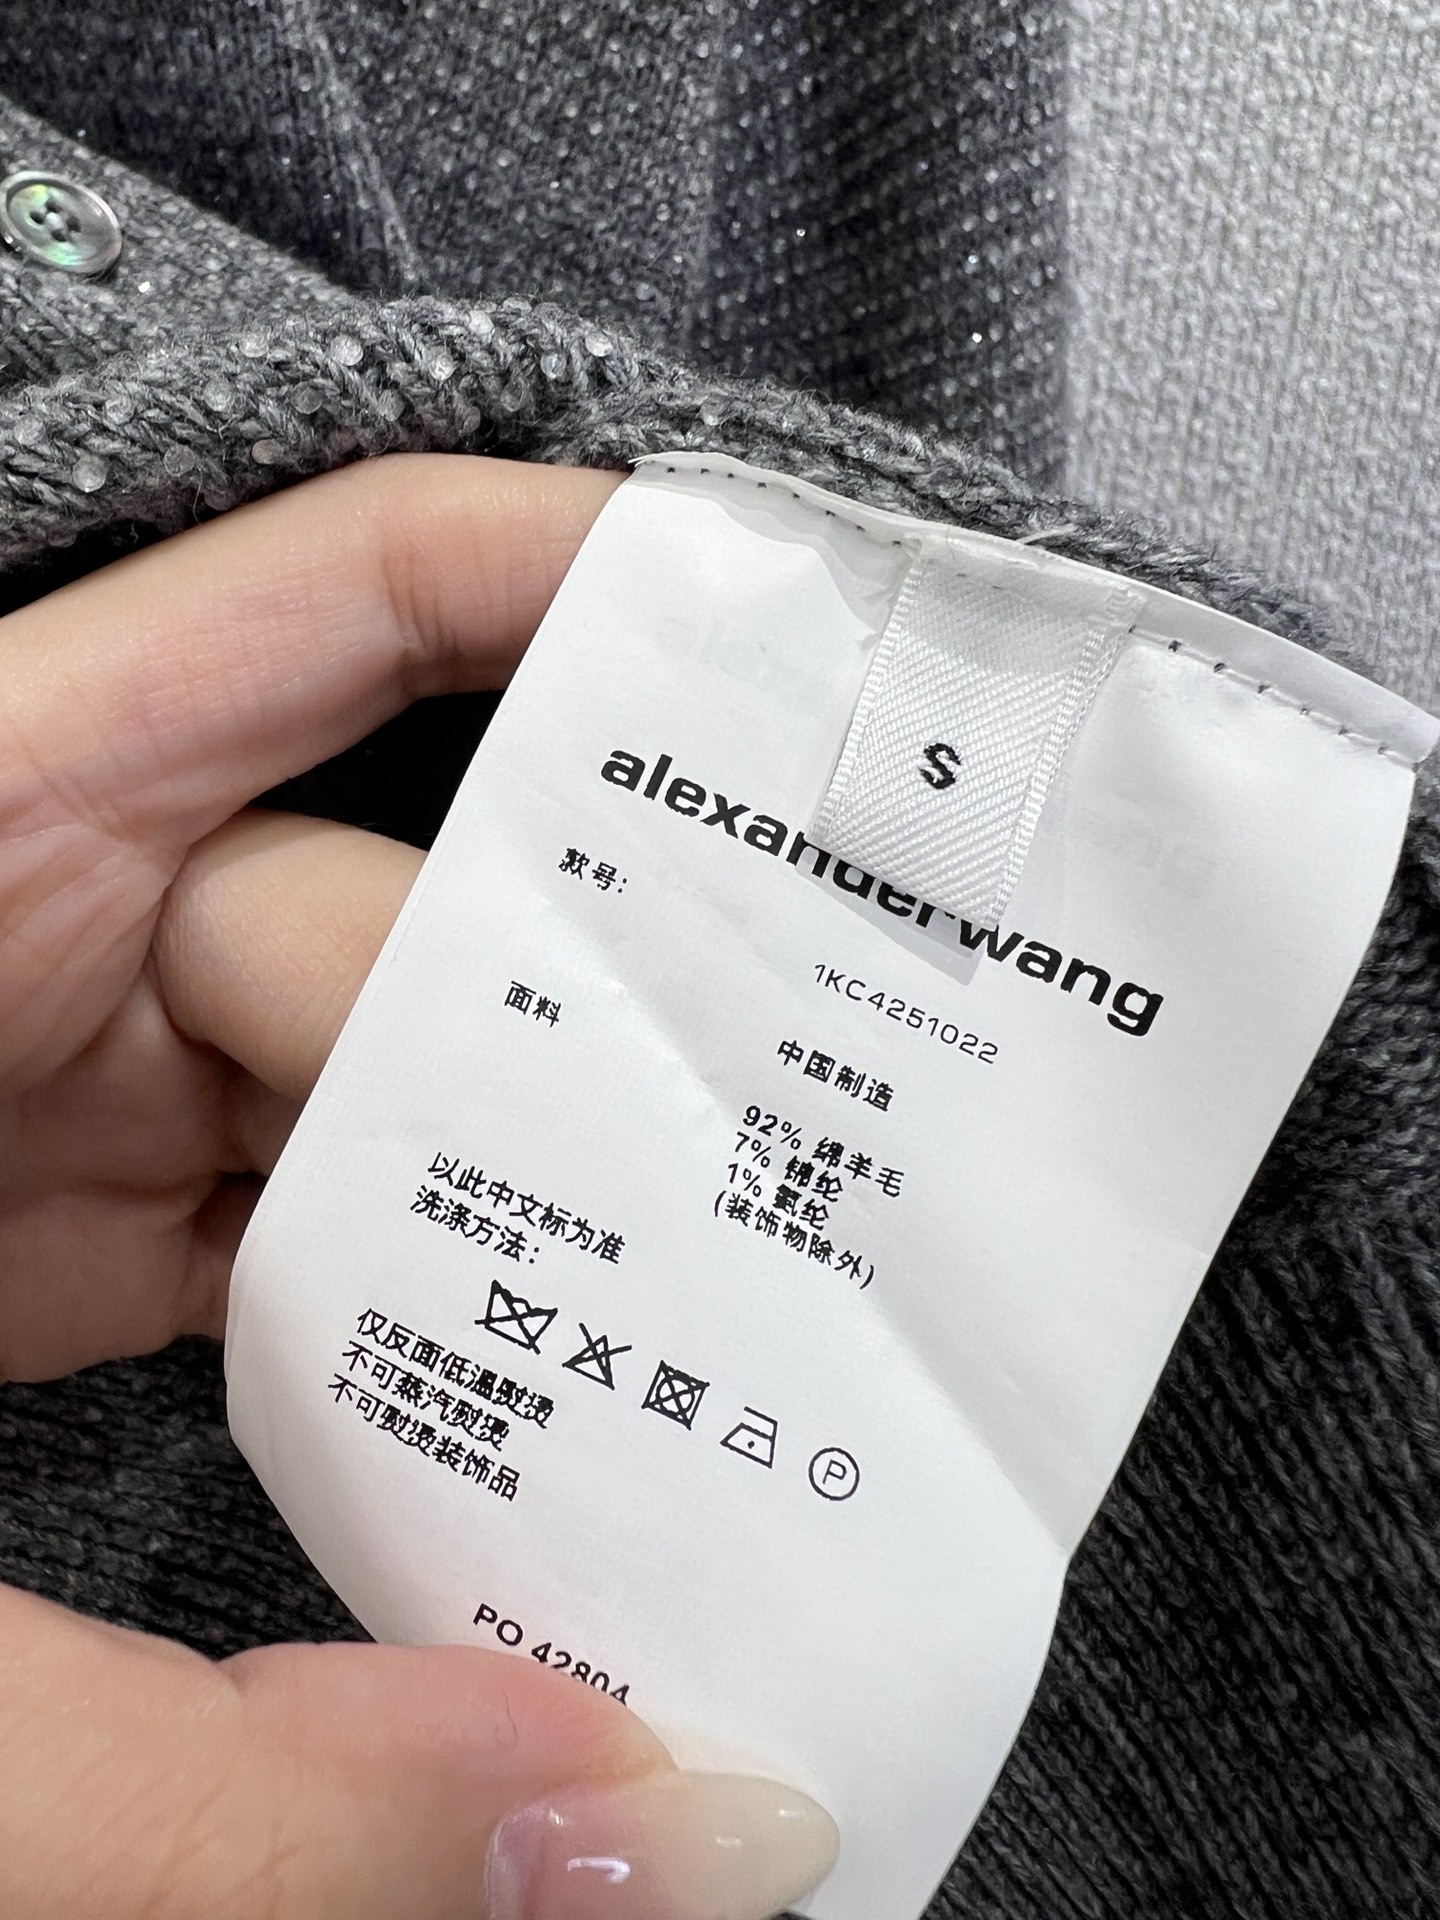 S
alexanderwang
款号:
1KC4251022
中国制造
面料
92% 绵羊毛
7% 锦纶
1% 氨纶
(装饰物除外)
以此中文标为准
洗涤方法:
P
仅反面低温熨烫
不可蒸汽熨烫
不可熨烫装饰品
PO 42804